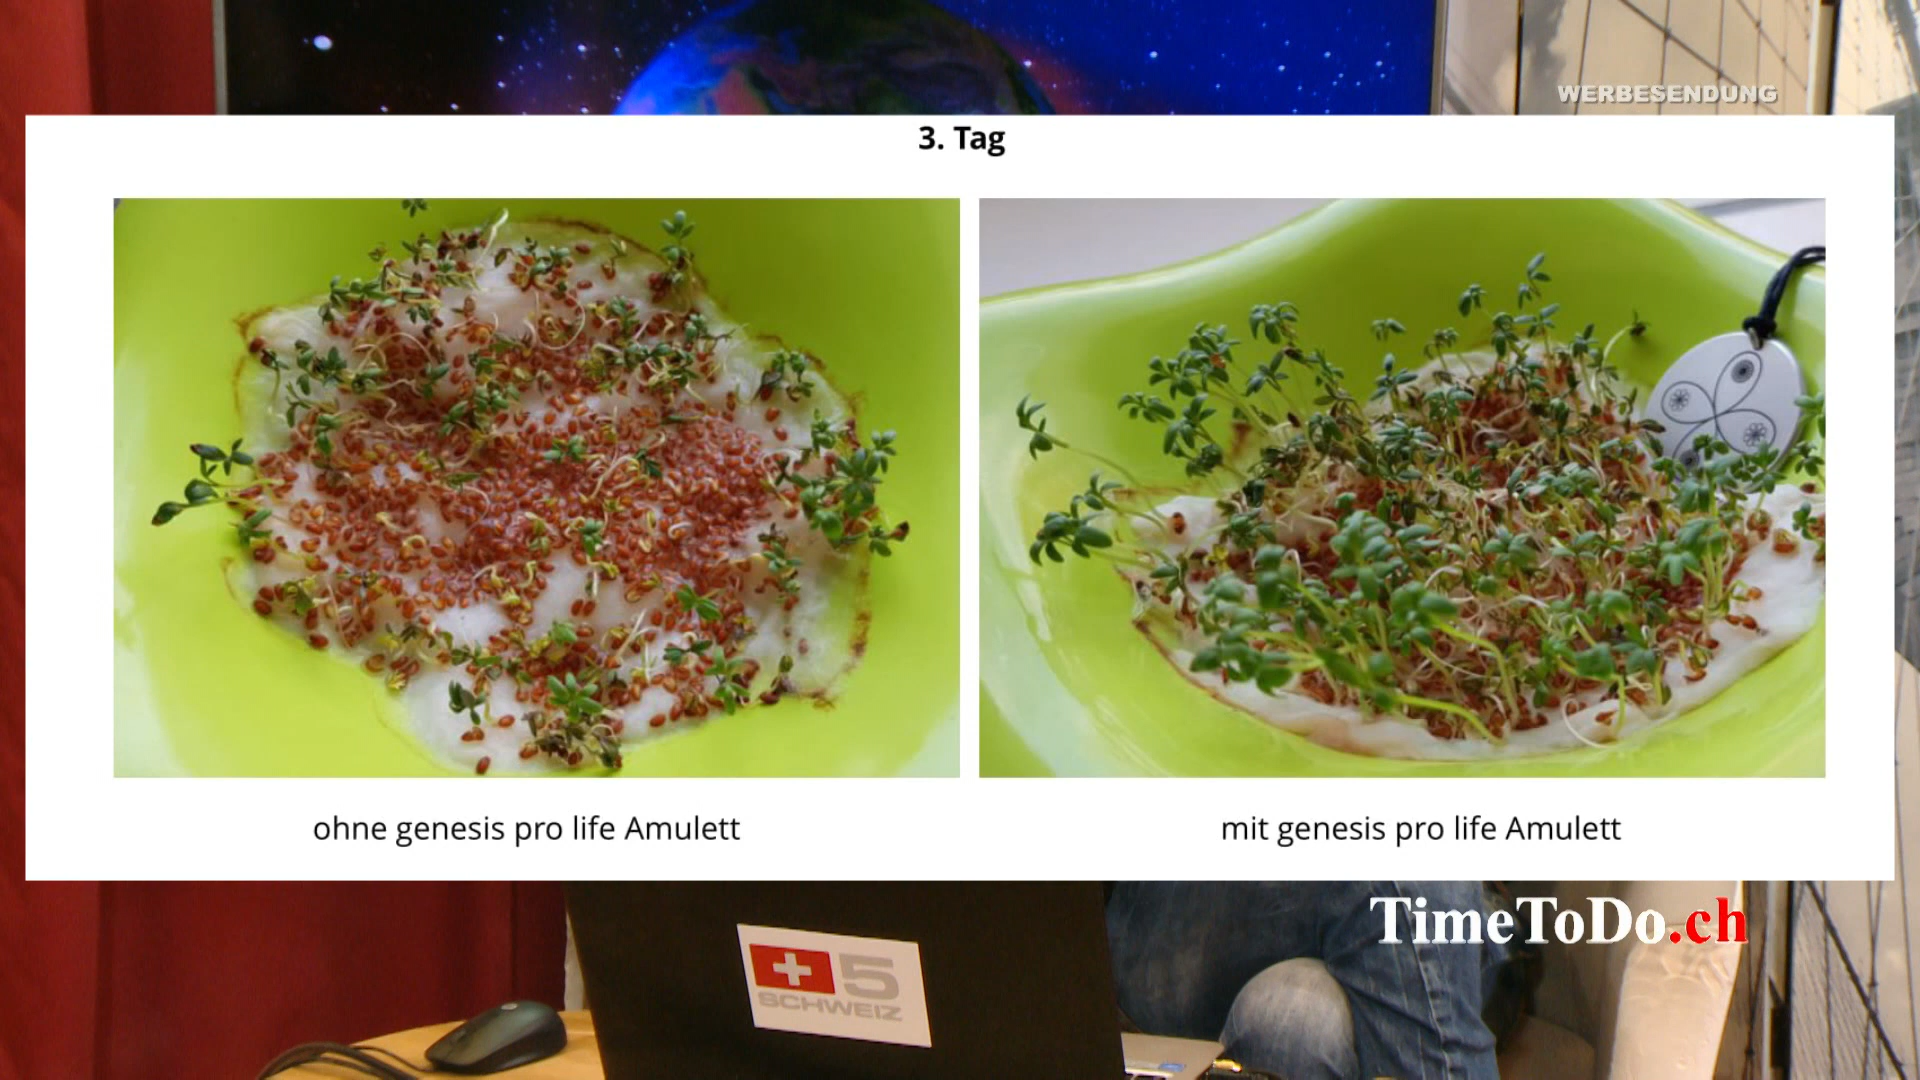 WERBESENDUNG
3. Tag
ohne genesis pro life Amulett
mit genesis pro life Amulett
TimeToDo.ch
5
SCHWEIZ